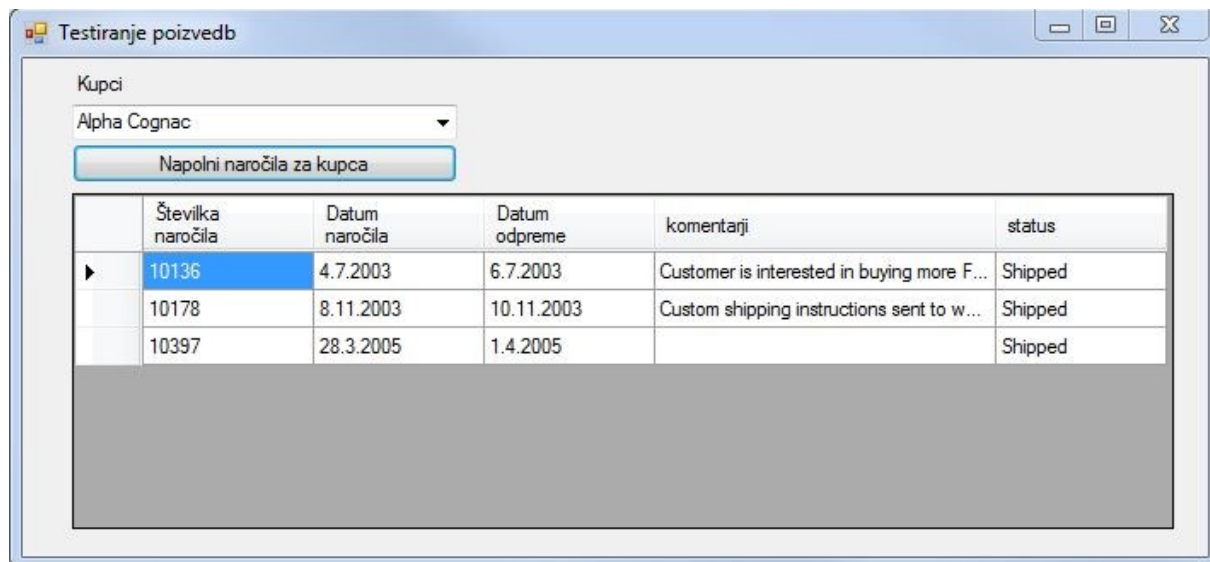 Testiranje poizvedb
Kupci
Alpha Cognac
Napolni naročila za kupca
Številka naročila Datum naročila Datum odpreme komentarji status
10136 4.7.2003 6.7.2003 Customer is interested in buying more F... Shipped
10178 8.11.2003 10.11.2003 Custom shipping instructions sent to w... Shipped
10397 28.3.2005 1.4.2005 Shipped